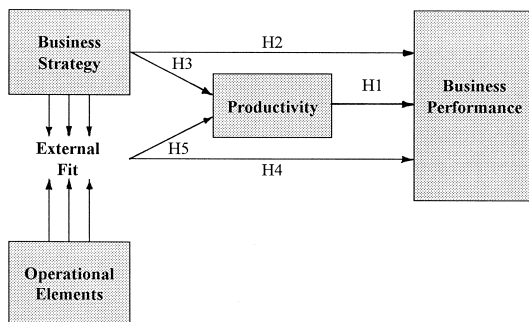 Business
Strategy
H2
H3
Productivity
H1
Business
Performance
External
Fit
H5
H4
Operational
Elements